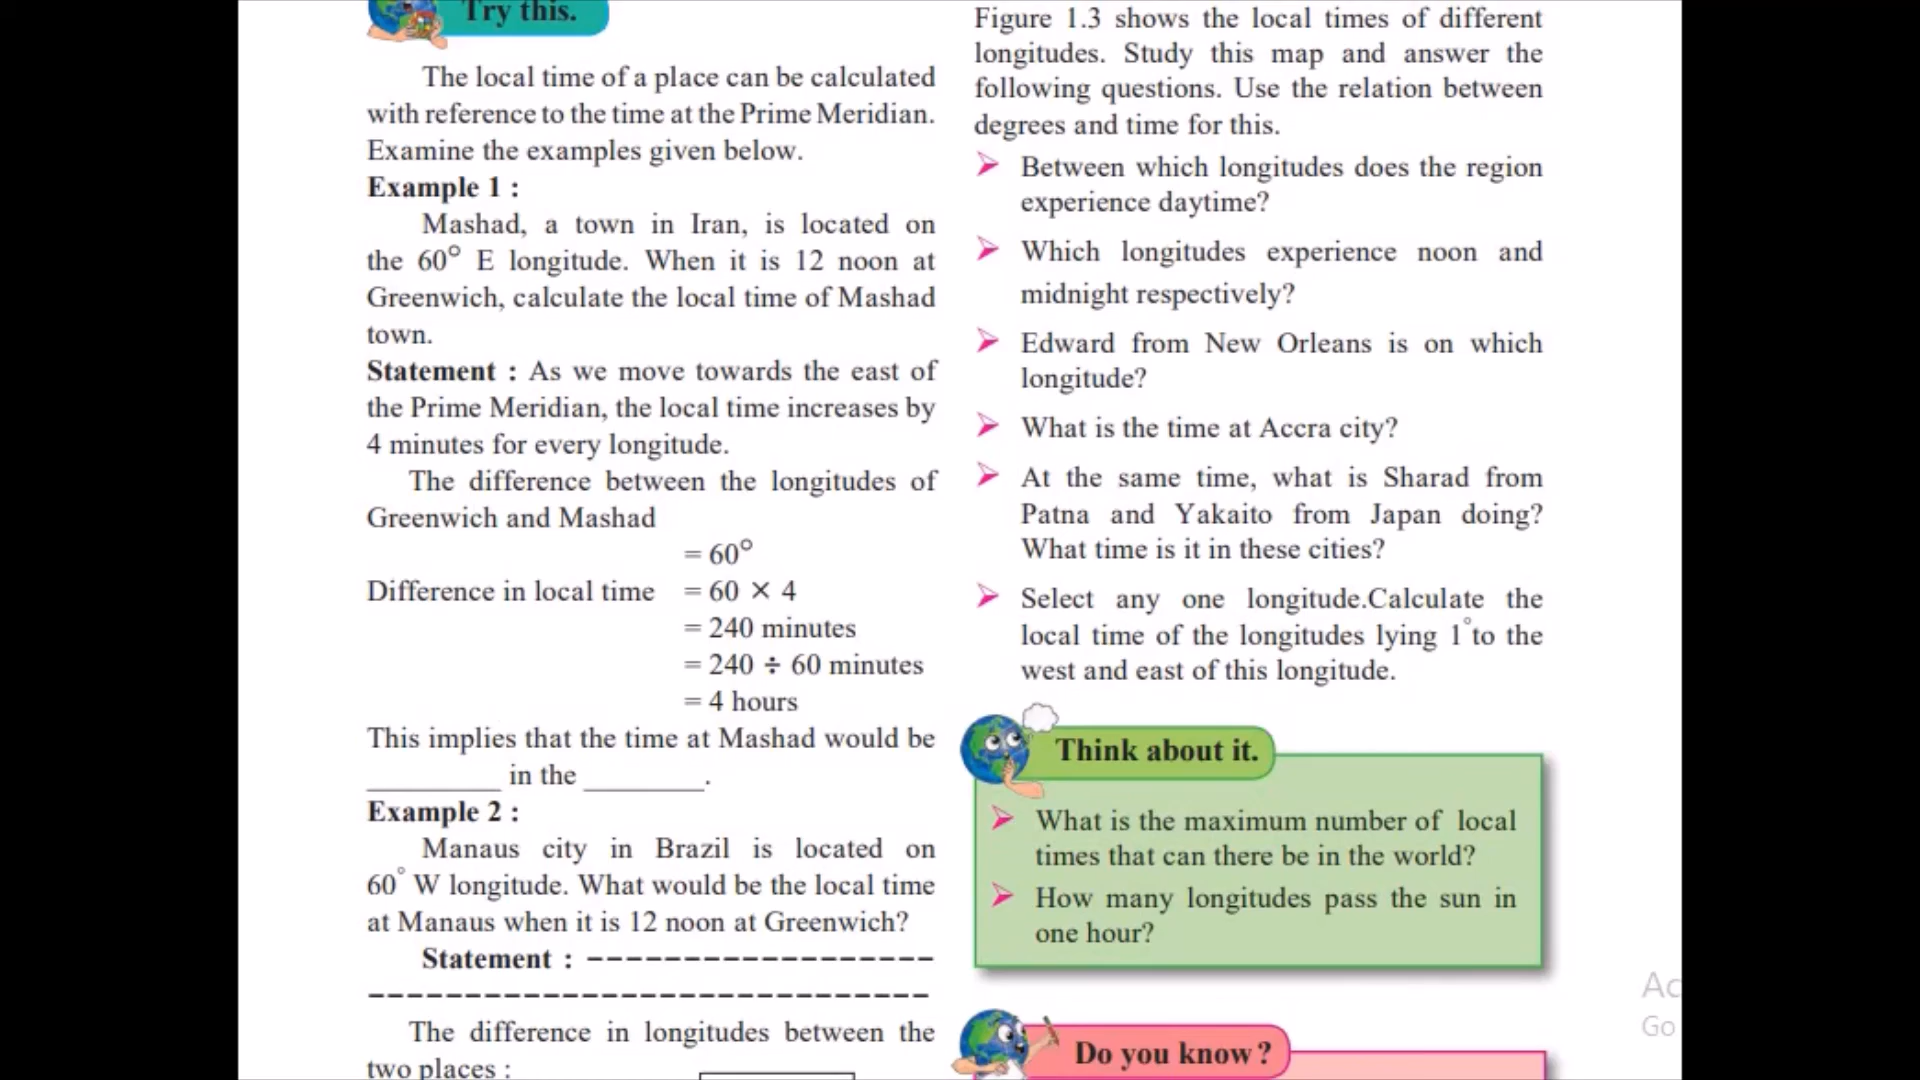 Try this.
The local time of a place can be calculated
with reference to the time at the Prime Meridian.
Examine the examples given below.
Example 1 :
Mashad, a town in Iran, is located on
the 60° E longitude. When it is 12 noon at
Greenwich, calculate the local time of Mashad
town.
Statement : As we move towards the east of
the Prime Meridian, the local time increases by
4 minutes for every longitude.
The difference between the longitudes of
Greenwich and Mashad
= 60°
Difference in local time = 60 × 4
= 240 minutes
= 240 ÷ 60 minutes
= 4 hours
This implies that the time at Mashad would be
_________ in the ________.
Example 2 :
Manaus city in Brazil is located on
60° W longitude. What would be the local time
at Manaus when it is 12 noon at Greenwich?
Statement : ------------------
-----------------------------
The difference in longitudes between the
two places :
Figure 1.3 shows the local times of different
longitudes. Study this map and answer the
following questions. Use the relation between
degrees and time for this.
➢ Between which longitudes does the region
experience daytime?
➢ Which longitudes experience noon and
midnight respectively?
➢ Edward from New Orleans is on which
longitude?
➢ What is the time at Accra city?
➢ At the same time, what is Sharad from
Patna and Yakaito from Japan doing?
What time is it in these cities?
➢ Select any one longitude.Calculate the
local time of the longitudes lying 1° to the
west and east of this longitude.
Think about it.
➢ What is the maximum number of local
times that can there be in the world?
➢ How many longitudes pass the sun in
one hour?
Do you know?
Ac
Go